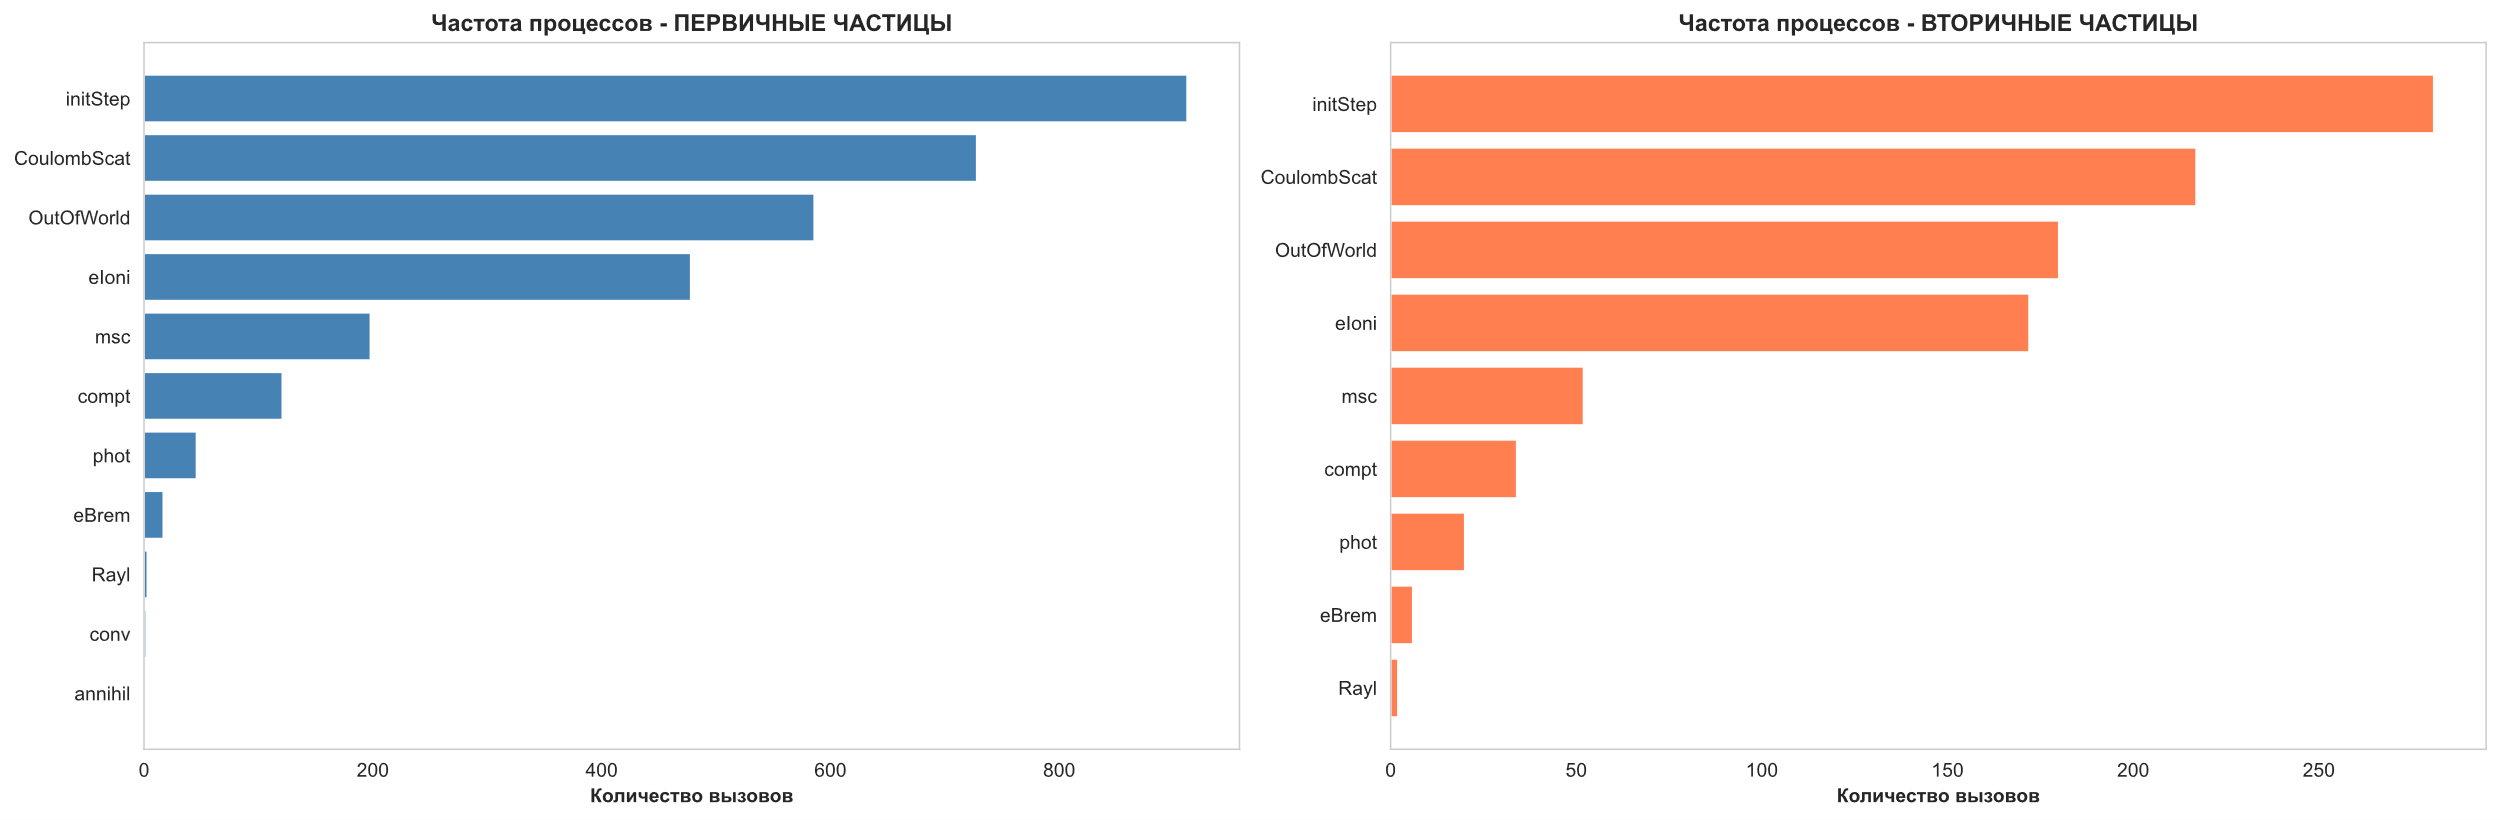 Частота процессов - ПЕРВИЧНЫЕ ЧАСТИЦЫ
initStep
CoulombScat
OutOfWorld
eIoni
msc
compt
phot
eBrem
Rayl
conv
annihil
0 200 400 600 800
Количество вызовов
Частота процессов - ВТОРИЧНЫЕ ЧАСТИЦЫ
initStep
CoulombScat
OutOfWorld
eIoni
msc
compt
phot
eBrem
Rayl
0 50 100 150 200 250
Количество вызовов